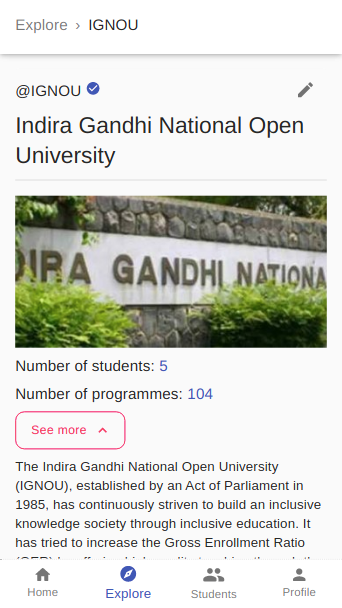 Explore › IGNOU
@IGNOU
Indira Gandhi National Open
University
DIRA GANDHI NATIONA
Number of students: 5
Number of programmes: 104
See more
The Indira Gandhi National Open University
(IGNOU), established by an Act of Parliament in
1985, has continuously striven to build an inclusive
knowledge society through inclusive education. It
has tried to increase the Gross Enrollment Ratio
Home Explore Students Profile